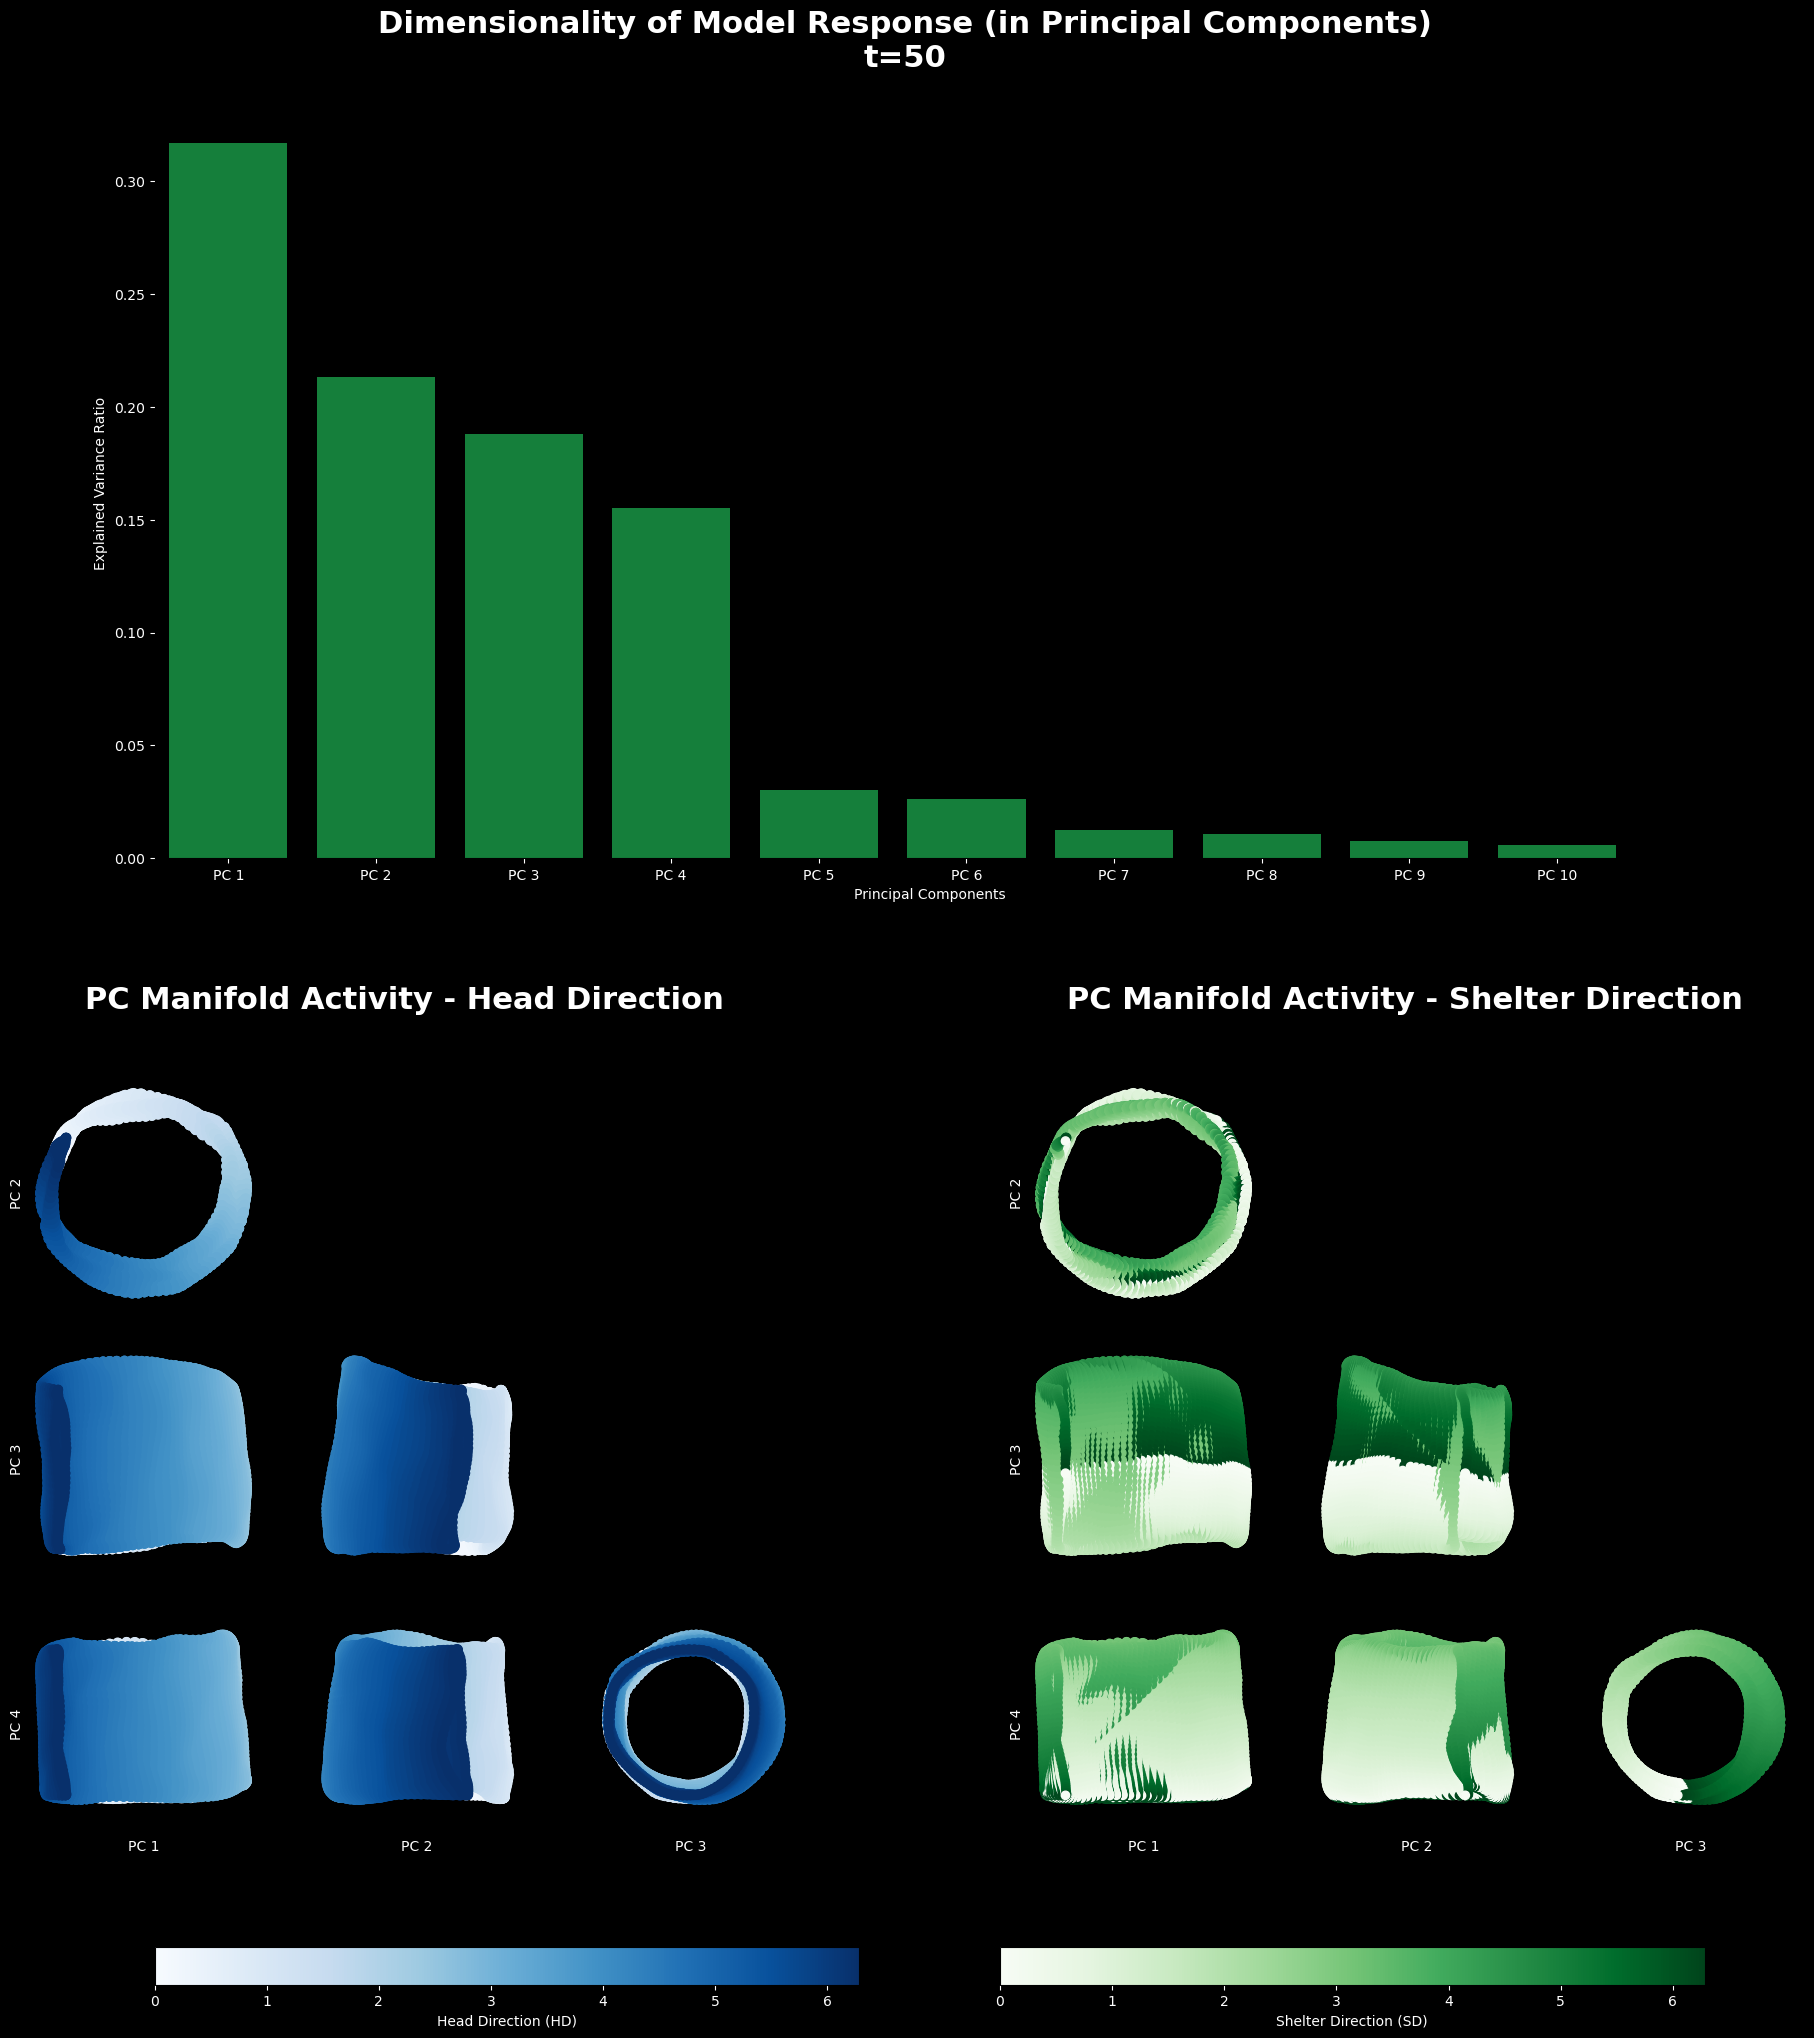 Dimensionality of Model Response (in Principal Components)
t=50
0.30
0.25
0.20
0.15
0.10
0.05
0.00
Explained Variance Ratio
PC 1 PC 2 PC 3 PC 4 PC 5 PC 6 PC 7 PC 8 PC 9 PC 10
Principal Components
PC Manifold Activity - Head Direction
PC 2
PC 3
PC 4
PC 1 PC 2 PC 3
0 1 2 3 4 5 6
Head Direction (HD)
PC Manifold Activity - Shelter Direction
PC 2
PC 3
PC 4
PC 1 PC 2 PC 3
0 1 2 3 4 5 6
Shelter Direction (SD)